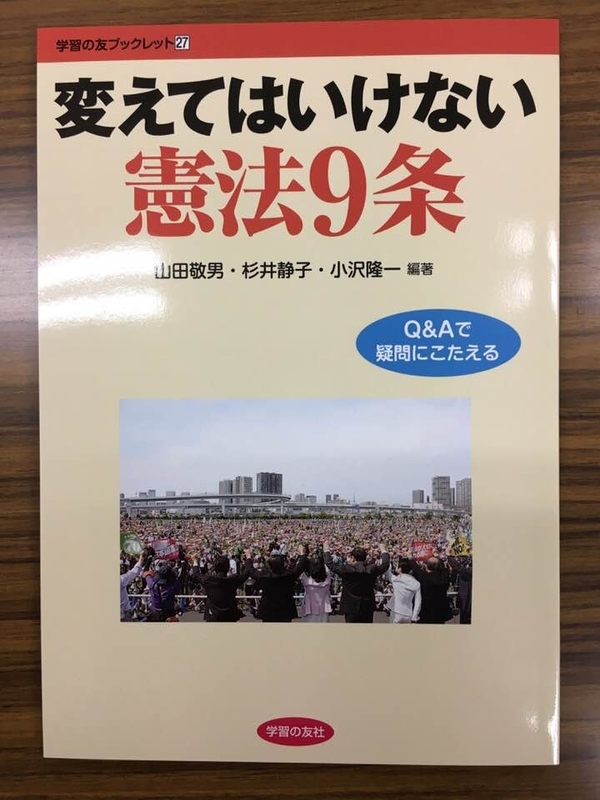 学習の友ブックレット27
変えてはいけない
憲法9条
山田敬男・杉井静子・小沢隆一 編著
Q&Aで
疑問にこたえる
学習の友社